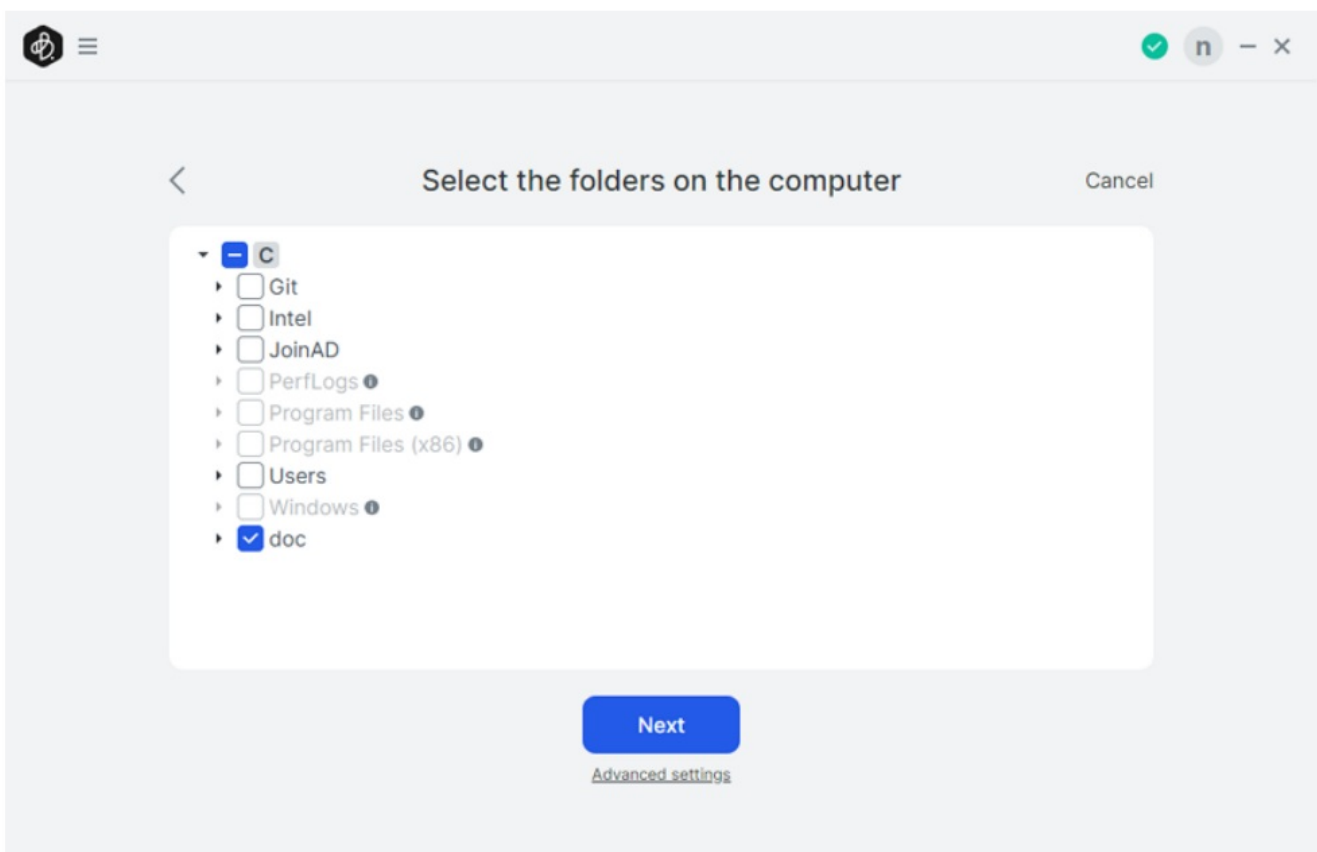 n
Select the folders on the computer
Cancel
C
Git
Intel
JoinAD
PerfLogs
Program Files
Program Files (x86)
Users
Windows
doc
Next
Advanced settings